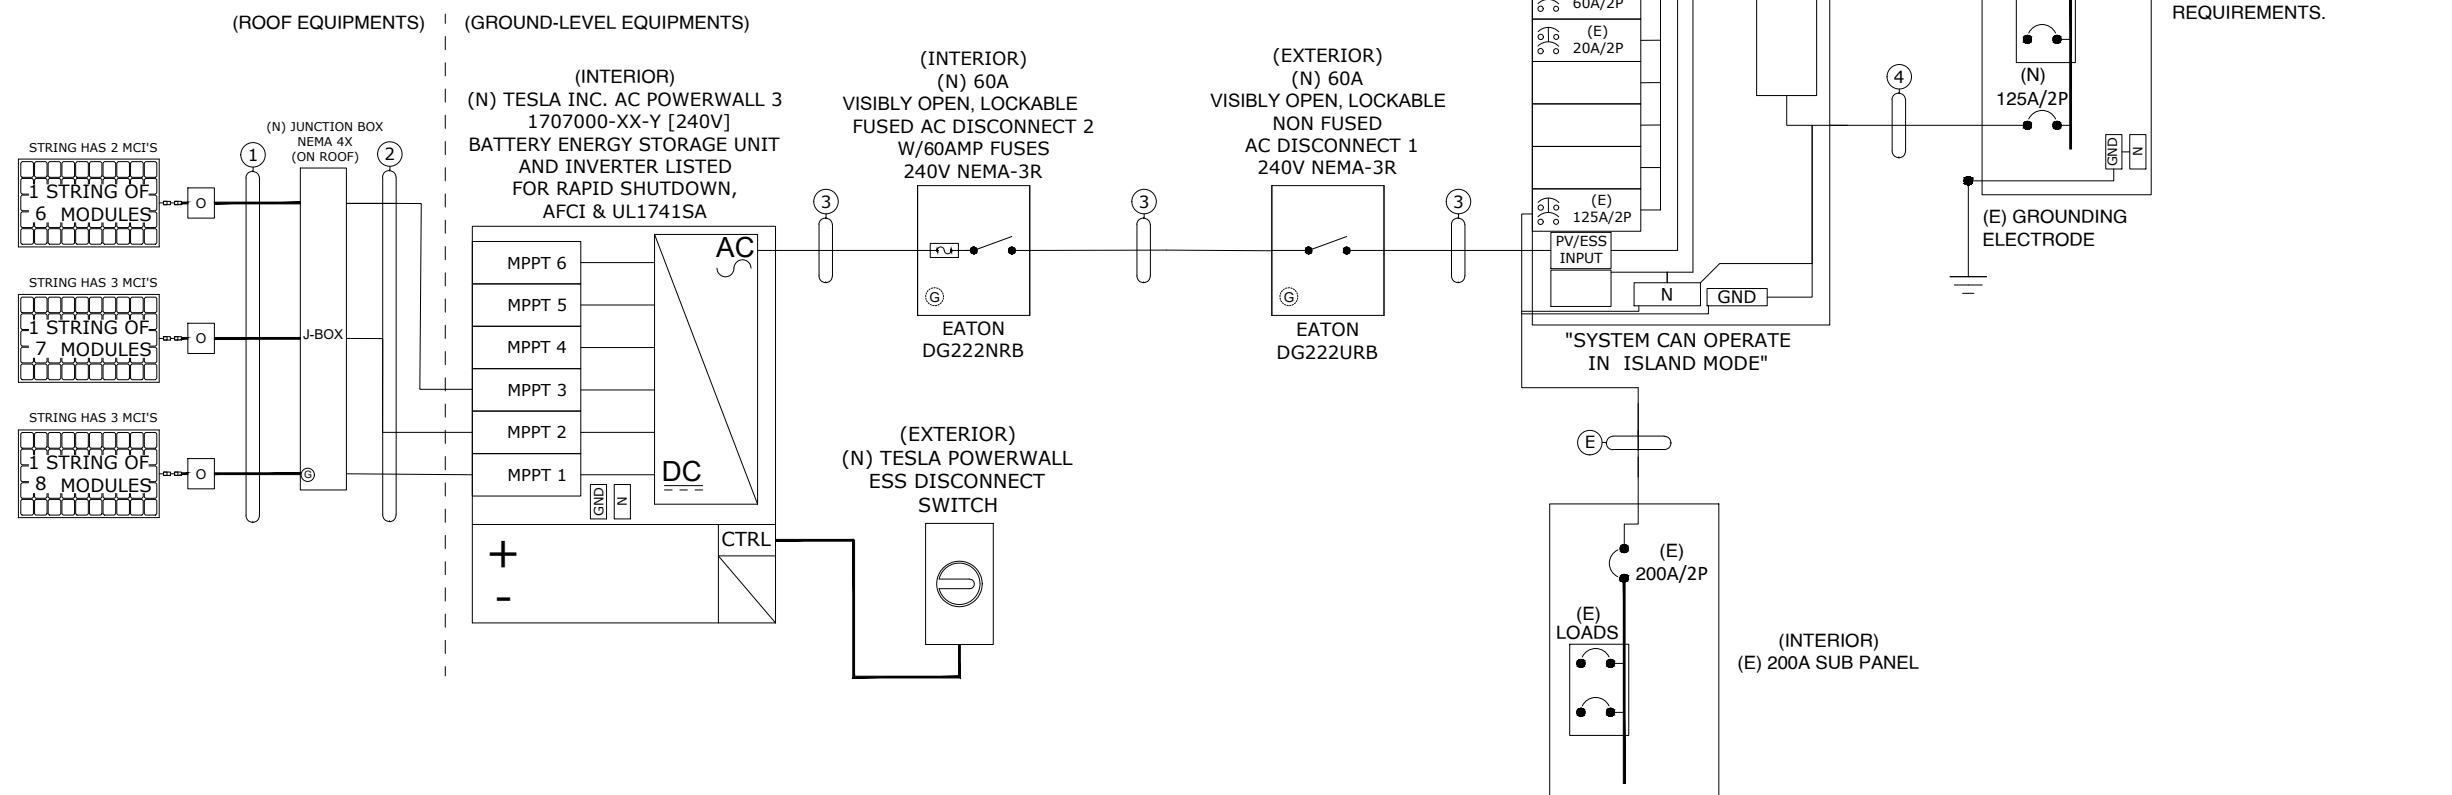 (ROOF EQUIPMENTS)
(GROUND-LEVEL EQUIPMENTS)
STRING HAS 2 MCI'S
1 STRING OF
6 MODULES
O
STRING HAS 3 MCI'S
1 STRING OF
7 MODULES
O
STRING HAS 3 MCI'S
1 STRING OF
8 MODULES
O
1
(N) JUNCTION BOX
NEMA 4X
(ON ROOF)
J-BOX
G
2
(INTERIOR)
(N) TESLA INC. AC POWERWALL 3
1707000-XX-Y [240V]
BATTERY ENERGY STORAGE UNIT
AND INVERTER LISTED
FOR RAPID SHUTDOWN,
AFCI & UL1741SA
MPPT 6
MPPT 5
MPPT 4
MPPT 3
MPPT 2
MPPT 1
AC
DC
GND
N
+
-
CTRL
3
(INTERIOR)
(N) 60A
VISIBLY OPEN, LOCKABLE
FUSED AC DISCONNECT 2
W/60AMP FUSES
240V NEMA-3R
G
EATON
DG222NRB
(EXTERIOR)
(N) TESLA POWERWALL
ESS DISCONNECT
SWITCH
3
(EXTERIOR)
(N) 60A
VISIBLY OPEN, LOCKABLE
NON FUSED
AC DISCONNECT 1
240V NEMA-3R
G
EATON
DG222URB
3
60A/2P
(E)
20A/2P
(E)
125A/2P
PV/ESS
INPUT
N
GND
"SYSTEM CAN OPERATE
IN ISLAND MODE"
E
(E)
200A/2P
(E)
LOADS
(INTERIOR)
(E) 200A SUB PANEL
4
(N)
125A/2P
GND
N
(E) GROUNDING
ELECTRODE
REQUIREMENTS.